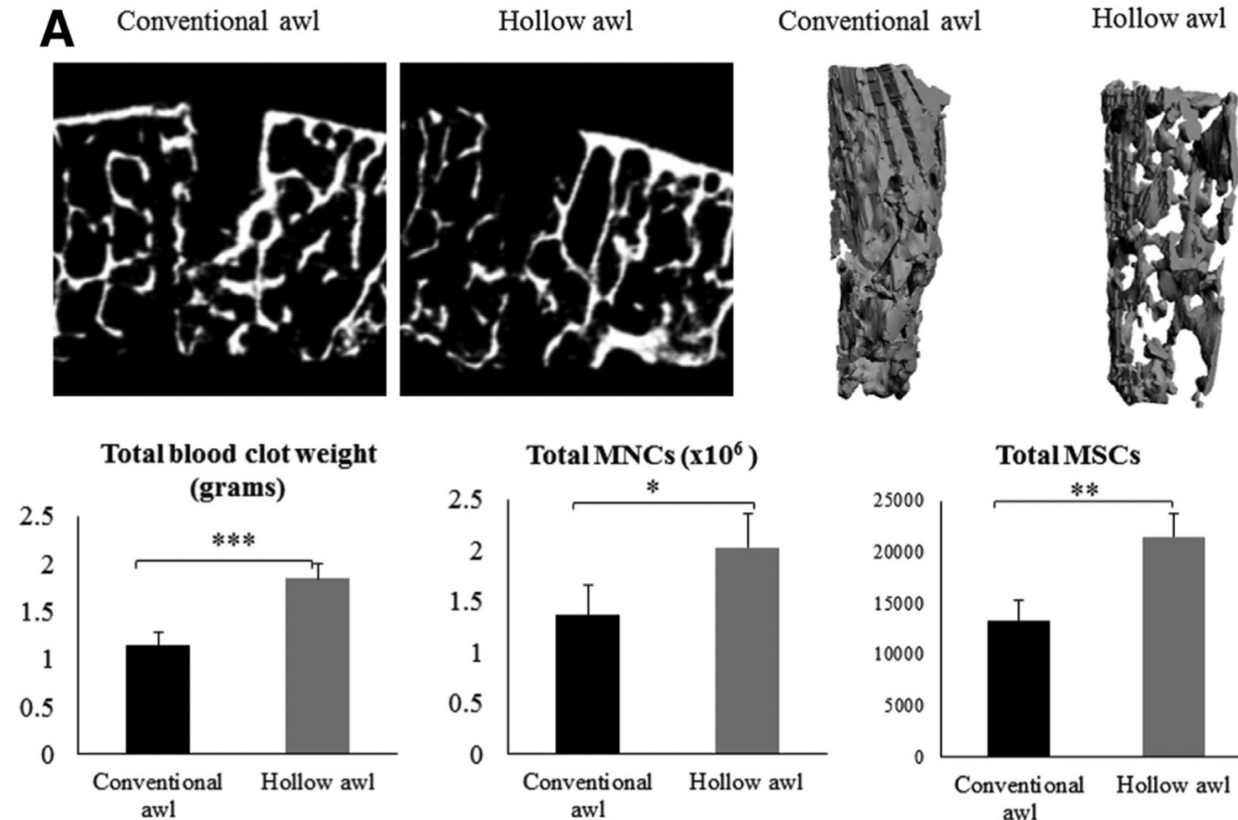 A
Conventional awl
Hollow awl
Conventional awl
Hollow awl
Total blood clot weight
(grams)
2.5
2
1.5
1
0.5
0
***
Conventional
awl
Hollow awl
Total MNCs (x10⁶)
2.5
2
1.5
1
0.5
0
*
Conventional
awl
Hollow awl
Total MSCs
25000
20000
15000
10000
5000
0
**
Conventional
awl
Hollow awl